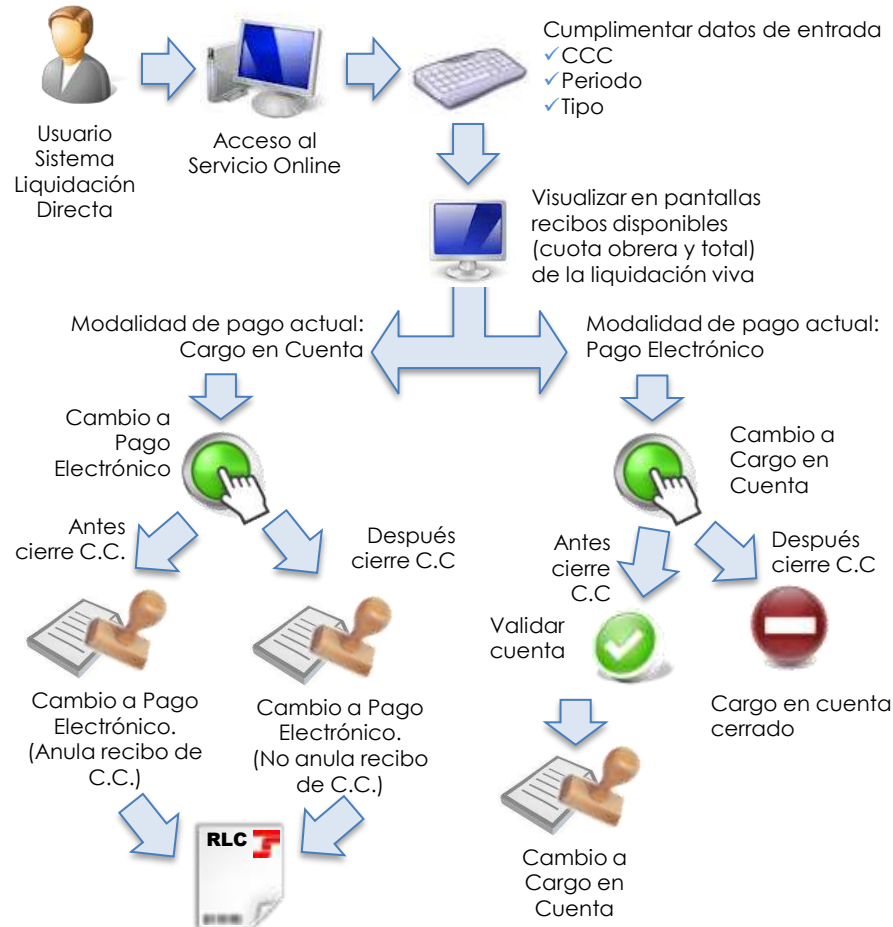 Cumplimentar datos de entrada
✓CCC
✓Periodo
✓Tipo
Usuario
Sistema
Liquidación
Directa
Acceso al
Servicio Online
Visualizar en pantallas
recibos disponibles
(cuota obrera y total)
de la liquidación viva
Modalidad de pago actual:
Cargo en Cuenta
Modalidad de pago actual:
Pago Electrónico
Cambio a
Pago
Electrónico
Cambio a
Cargo en
Cuenta
Antes
cierre C.C.
Después
cierre C.C
Antes
cierre
C.C
Después
cierre C.C
Validar
cuenta
Cambio a Pago
Electrónico.
(Anula recibo de
C.C.)
Cambio a Pago
Electrónico.
(No anula recibo
de C.C.)
Cargo en cuenta
cerrado
RLC
Cambio a
Cargo en
Cuenta